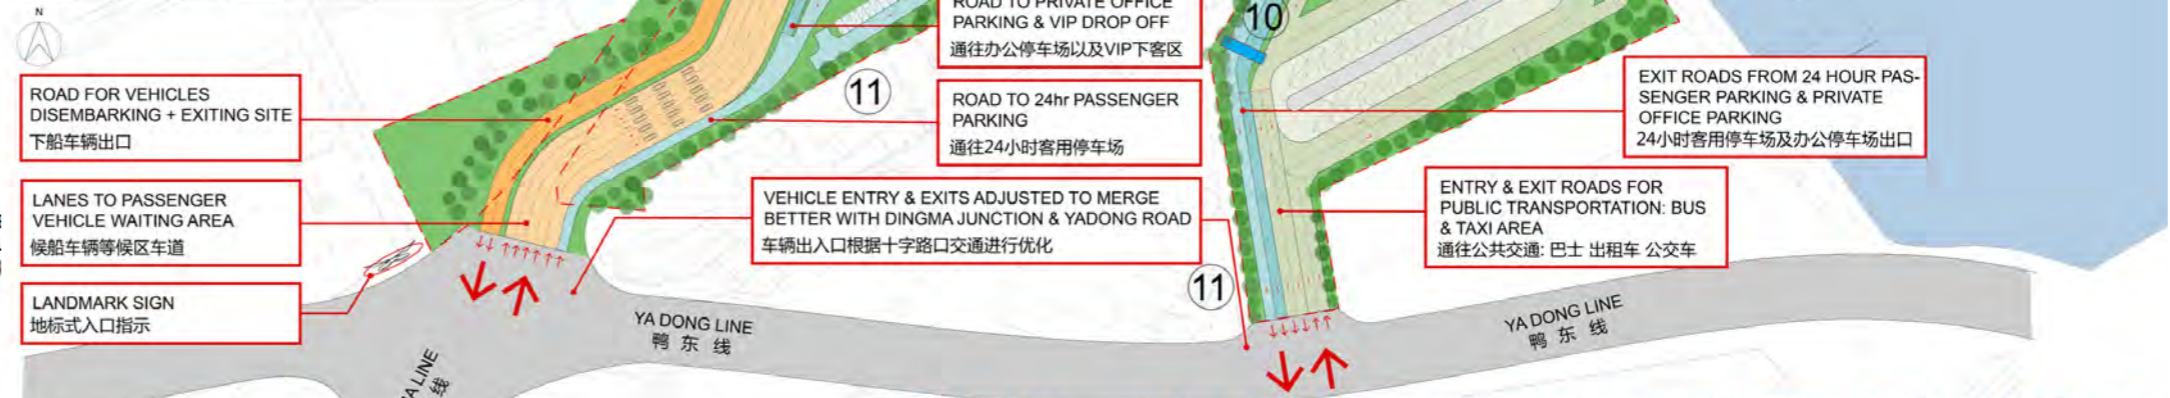 N
ROAD FOR VEHICLES
DISEMBARKING + EXITING SITE
下船车辆出口
LANES TO PASSENGER
VEHICLE WAITING AREA
候船车辆等候区车道
LANDMARK SIGN
地标式入口指示
ROAD TO PRIVATE OFFICE
PARKING & VIP DROP OFF
通往办公停车场以及VIP下客区
11
ROAD TO 24hr PASSENGER
PARKING
通往24小时客用停车场
VEHICLE ENTRY & EXITS ADJUSTED TO MERGE
BETTER WITH DINGMA JUNCTION & YADONG ROAD
车辆出入口根据十字路口交通进行优化
10
11
EXIT ROADS FROM 24 HOUR PAS-
SENGER PARKING & PRIVATE
OFFICE PARKING
24小时客用停车场及办公停车场出口
ENTRY & EXIT ROADS FOR
PUBLIC TRANSPORTATION: BUS
& TAXI AREA
通往公共交通: 巴士 出租车 公交车
YA DONG LINE
鸭 东 线
YA DONG LINE
鸭 东 线
LINE
线